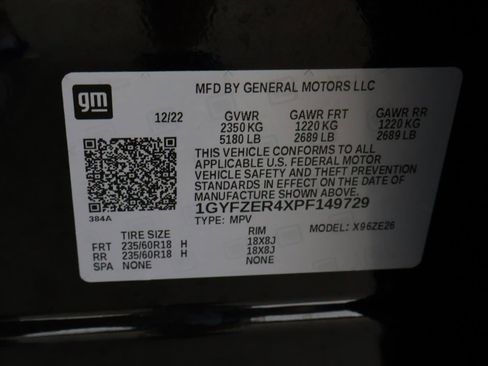 gm
MFD BY GENERAL MOTORS LLC
12/22 GVWR GAWR FRT GAWR RR
2350 KG 1220 KG 1220 KG
5180 LB 2689 LB 2689 LB
THIS VEHICLE CONFORMS TO ALL
APPLICABLE U.S. FEDERAL MOTOR
VEHICLE SAFETY AND THEFT PREVENTION
STANDARDS IN EFFECT ON THE DATE OF
MANUFACTURE SHOWN ABOVE.
384A
1GYFZER4XPF149729
TYPE: MPV
MODEL: X96ZE26
TIRE SIZE RIM
FRT 235/60R18 H 18X8J
RR 235/60R18 H 18X8J
SPA NONE NONE